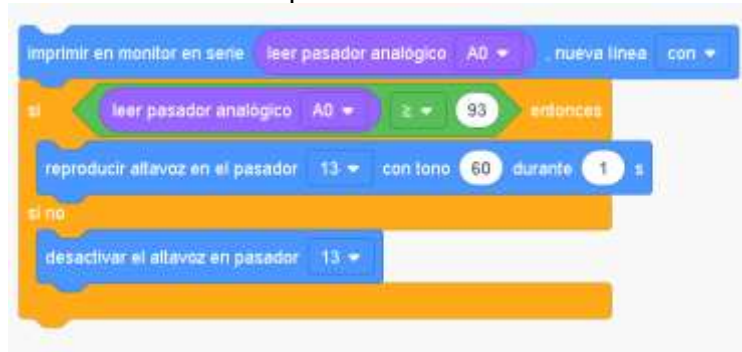 imprimir en monitor en serie leer pasador analógico A0 , nueva línea con
si leer pasador analógico A0 ≥ 93 entonces
reproducir altavoz en el pasador 13 con tono 60 durante 1 s
si no
desactivar el altavoz en pasador 13